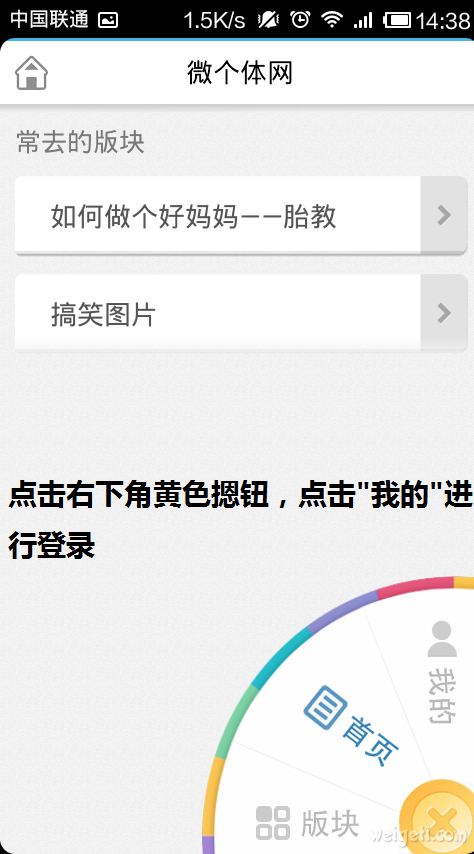 中国联通 1.5K/s 14:38
微个体网
常去的版块
如何做个好妈妈——胎教
搞笑图片
点击右下角黄色摁钮，点击"我的"进
行登录
我的
首页
版块
weigeti.com